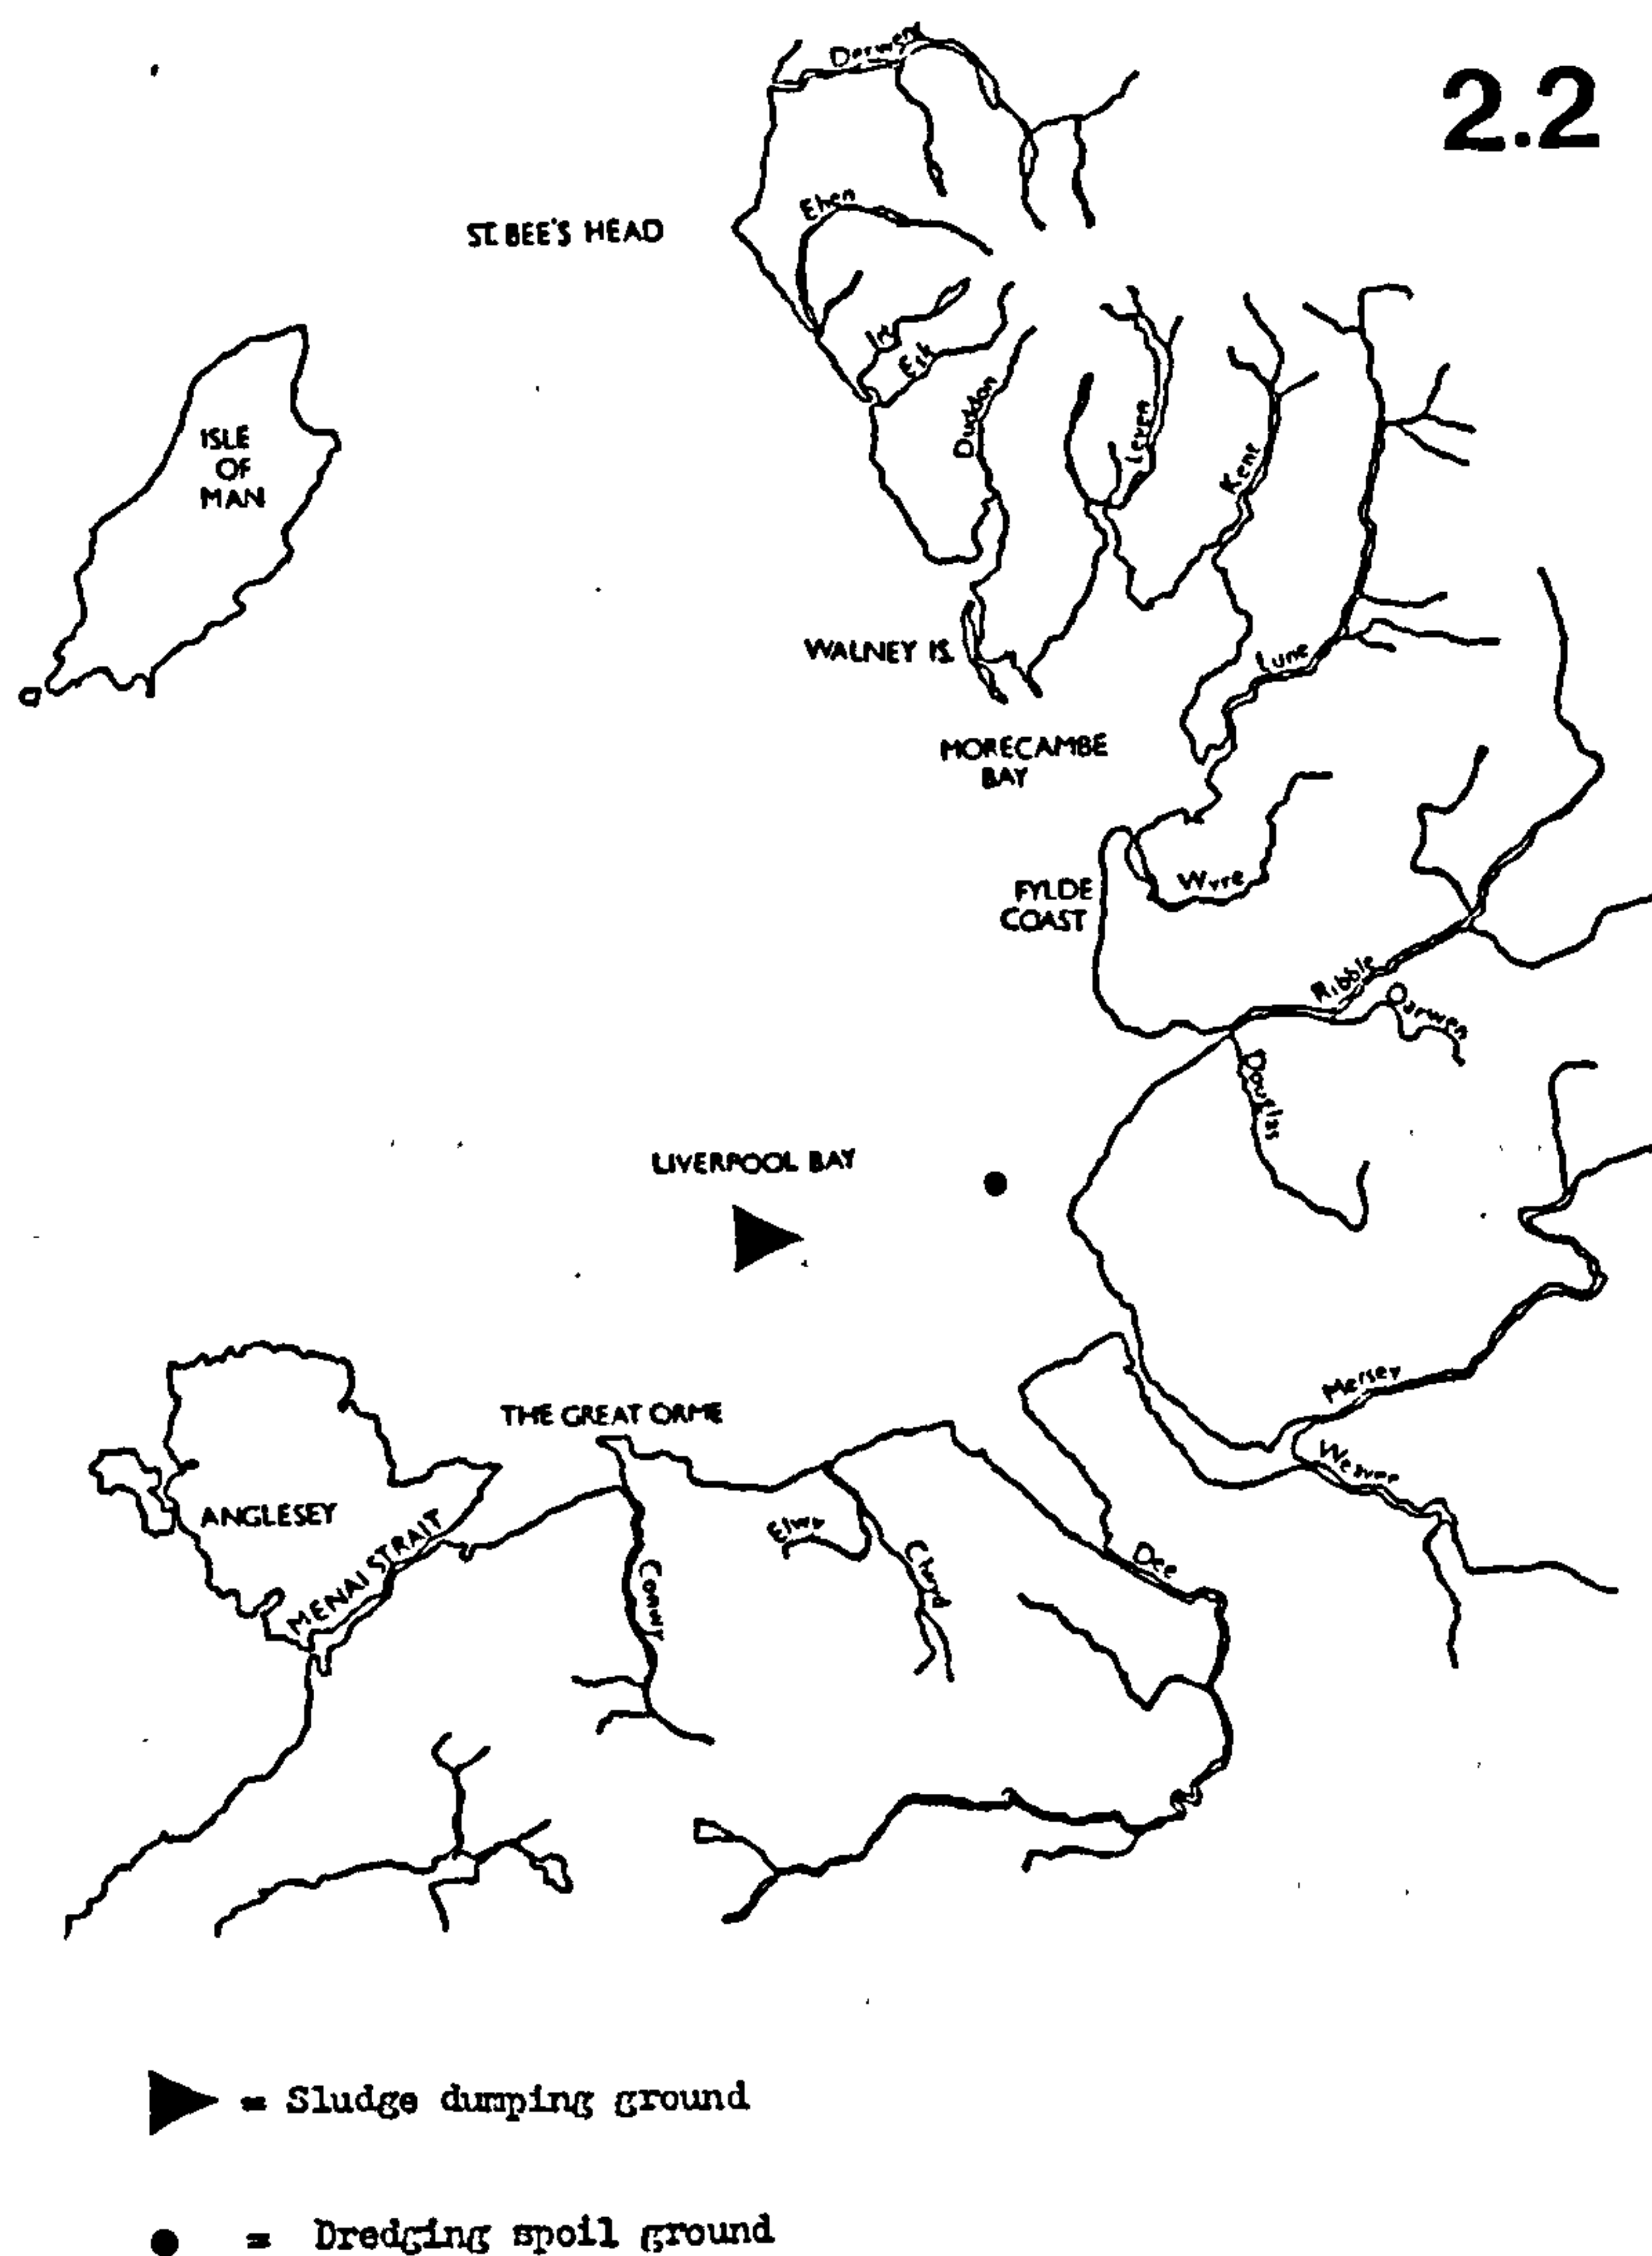 2.2
Derwent
Ehen
ST. BEE'S HEAD
Irt
Esk
Duddon
Leven
Kent
ISLE
OF
MAN
WALNEY IS.
Lune
MORECAMBE
BAY
Wyre
FYLDE
COAST
Ribble
Darwen
Douglas
LIVERPOOL BAY
Mersey
THE GREAT ORME
Weaver
ANGLESEY
MENAI STRAIT
Elwy
Clwyd
Conwy
Dee
= Sludge dumping ground
= Dredging spoil ground